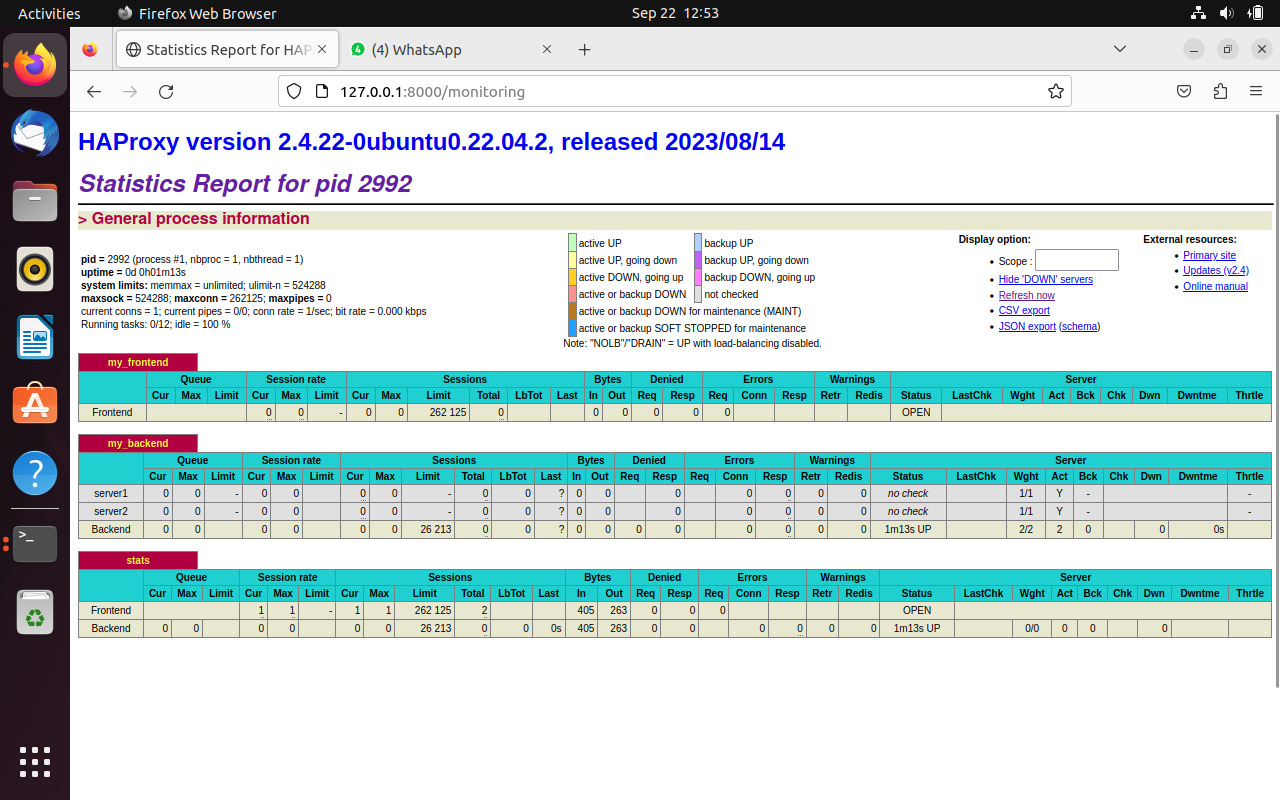 Activities
Firefox Web Browser
Sep 22 12:53
Statistics Report for HAP
4
(4) WhatsApp
127.0.0.1:8000/monitoring
HAProxy version 2.4.22-0ubuntu0.22.04.2, released 2023/08/14
Statistics Report for pid 2992
> General process information
pid = 2992 (process #1, nbproc = 1, nbthread = 1)
uptime = 0d 0h01m13s
system limits: memmax = unlimited; ulimit-n = 524288
maxsock = 524288; maxconn = 262125; maxpipes = 0
current conns = 1; current pipes = 0/0; conn rate = 1/sec; bit rate = 0.000 kbps
Running tasks: 0/12; idle = 100 %
active UP backup UP
active UP, going down backup UP, going down
active DOWN, going up backup DOWN, going up
active or backup DOWN not checked
active or backup DOWN for maintenance (MAINT)
active or backup SOFT STOPPED for maintenance
Note: "NOLB"/"DRAIN" = UP with load-balancing disabled.
Display option:
Scope :
Hide 'DOWN' servers
Refresh now
CSV export
JSON export (schema)
External resources:
Primary site
Updates (v2.4)
Online manual
my_frontend
Queue Session rate Sessions Bytes Denied Errors Warnings Server
Cur Max Limit Cur Max Limit Cur Max Limit Total LbTot Last In Out Req Resp Req Conn Resp Retr Redis Status LastChk Wght Act Bck Chk Dwn Dwntme Thrtle
Frontend 0 0 - 0 0 262 125 0 0 0 0 0 0 OPEN
my_backend
Queue Session rate Sessions Bytes Denied Errors Warnings Server
Cur Max Limit Cur Max Limit Cur Max Limit Total LbTot Last In Out Req Resp Req Conn Resp Retr Redis Status LastChk Wght Act Bck Chk Dwn Dwntme Thrtle
server1 0 0 - 0 0 0 0 - 0 0 ? 0 0 0 0 0 0 0 no check 1/1 Y - -
server2 0 0 - 0 0 0 0 - 0 0 ? 0 0 0 0 0 0 0 no check 1/1 Y - -
Backend 0 0 0 0 0 0 26 213 0 0 ? 0 0 0 0 0 0 0 0 1m13s UP 2/2 2 0 0 0s
stats
Queue Session rate Sessions Bytes Denied Errors Warnings Server
Cur Max Limit Cur Max Limit Cur Max Limit Total LbTot Last In Out Req Resp Req Conn Resp Retr Redis Status LastChk Wght Act Bck Chk Dwn Dwntme Thrtle
Frontend 1 1 - 1 1 262 125 2 405 263 0 0 0 OPEN
Backend 0 0 0 0 0 0 26 213 0 0 0s 405 263 0 0 0 0 0 0 1m13s UP 0/0 0 0 0